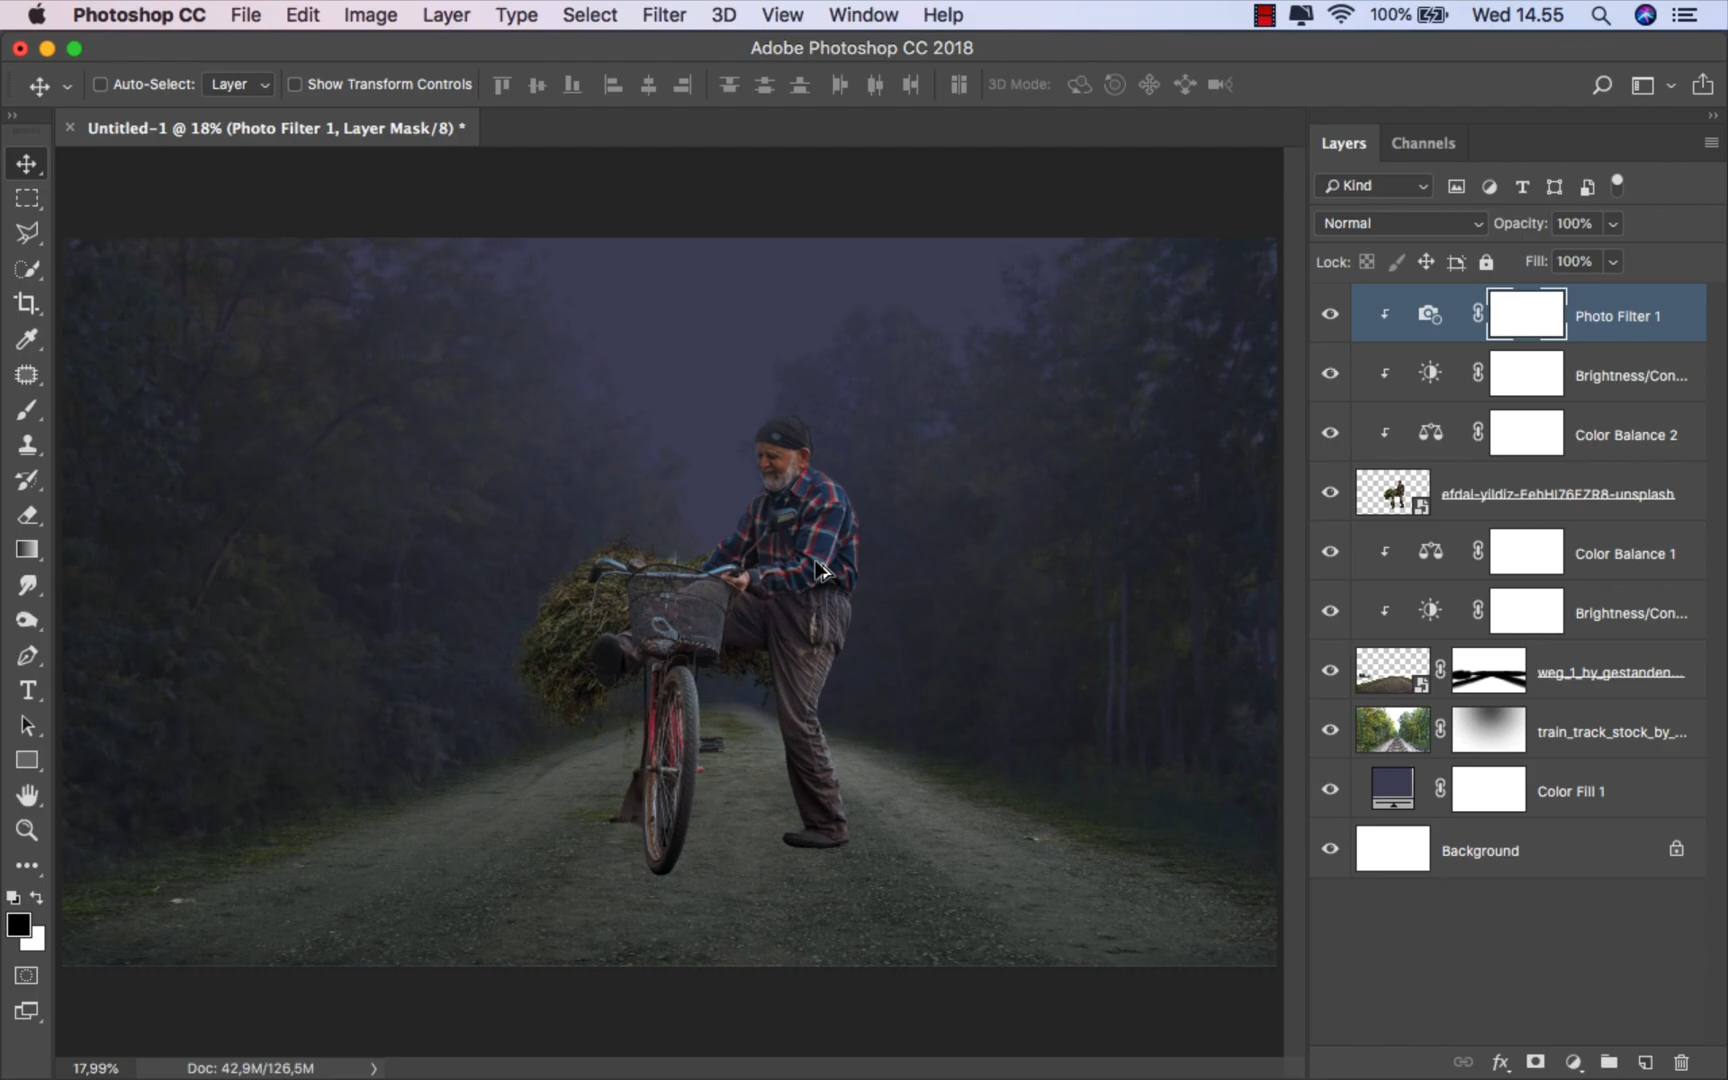 Photoshop CC File Edit Image Layer Type Select Filter 3D View Window Help 100% Wed 14.55
Adobe Photoshop CC 2018
Auto-Select: Layer Show Transform Controls 3D Mode:
× Untitled-1 @ 18% (Photo Filter 1, Layer Mask/8) *
Layers Channels
Kind
Normal Opacity: 100%
Lock: Fill: 100%
Photo Filter 1
Brightness/Con...
Color Balance 2
efdal-yildiz-EehHI76EZR8-unsplash
Color Balance 1
Brightness/Con...
weg_1_by_gestanden...
train_track_stock_by_...
Color Fill 1
Background
17,99% Doc: 42,9M/126,5M